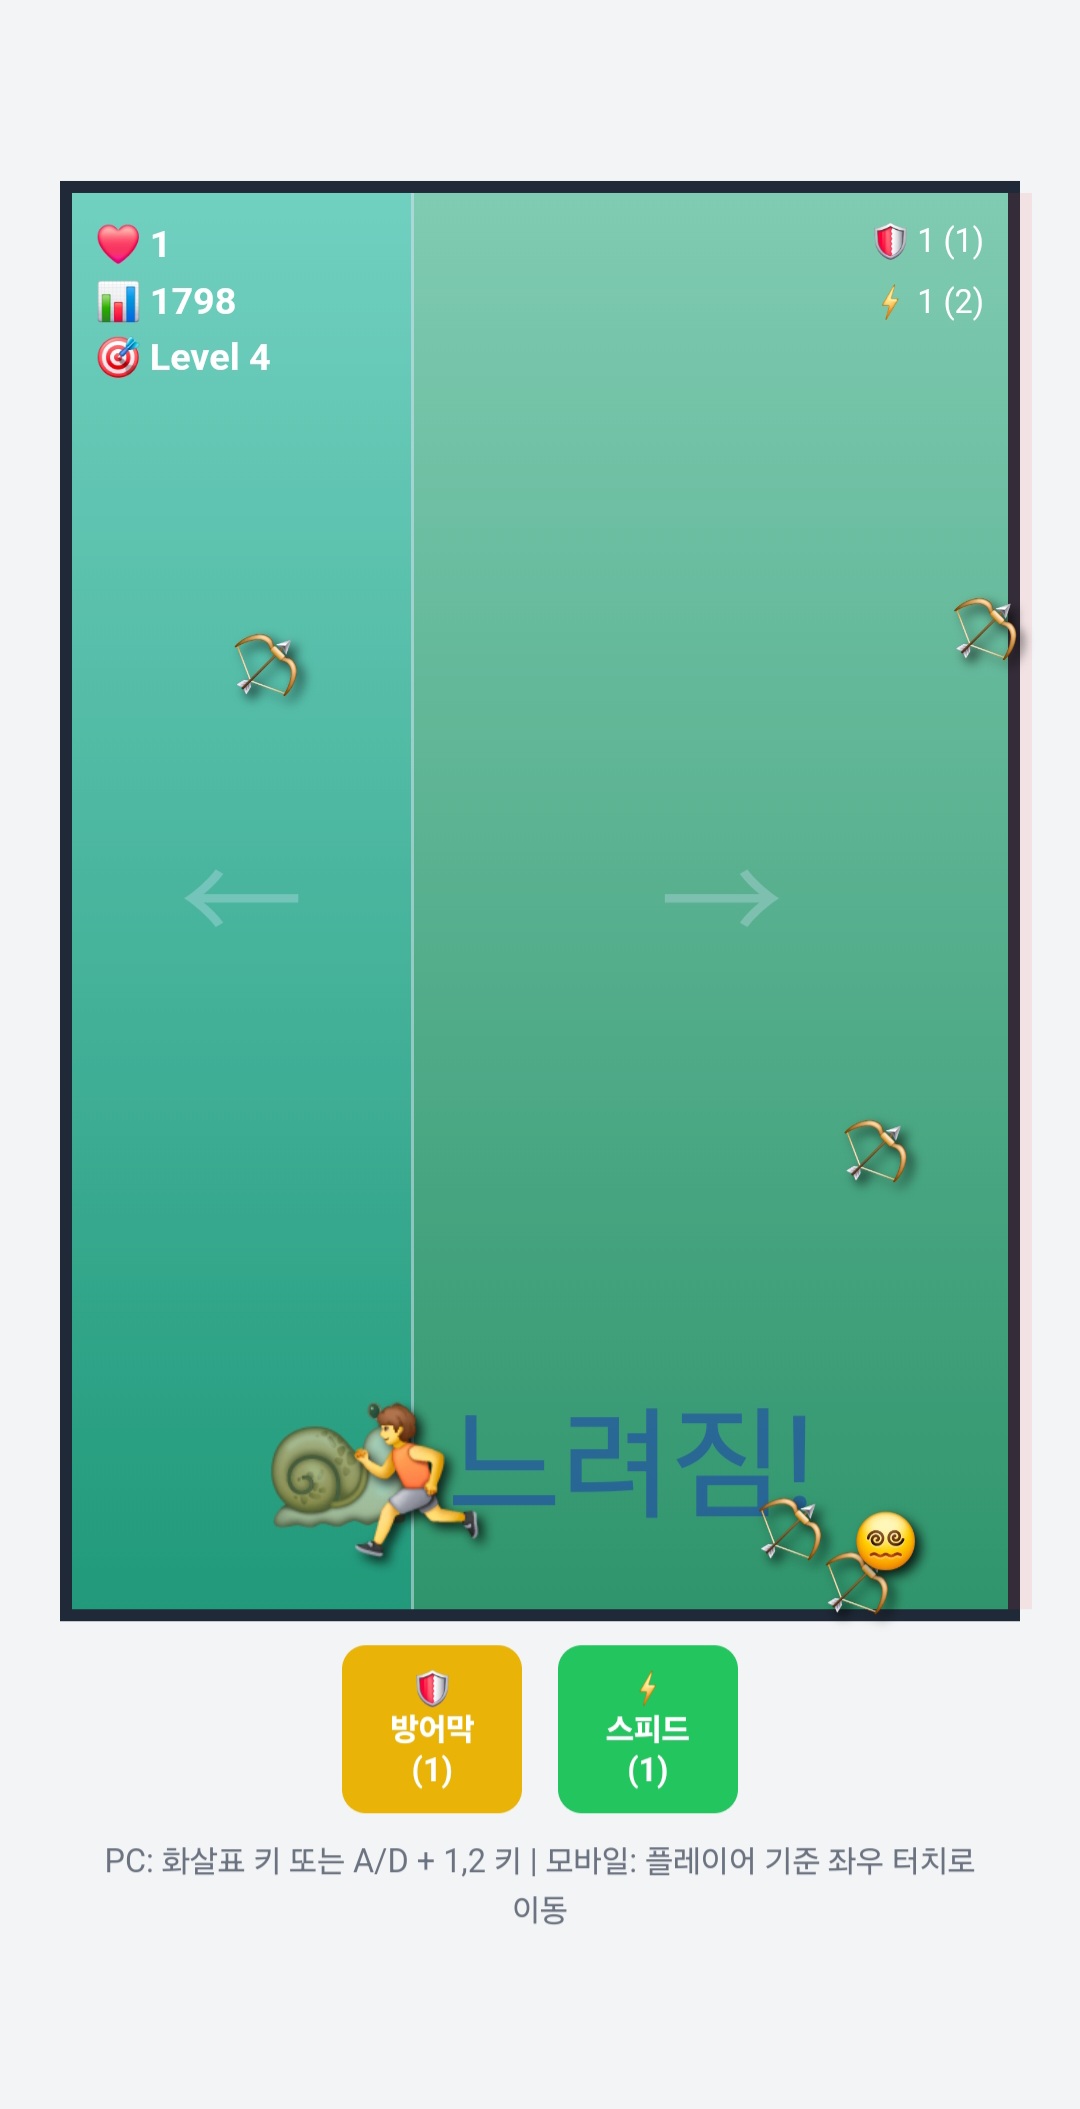 1
1798
Level 4
1 (1)
1 (2)
느려짐!
방어막
(1)
스피드
(1)
PC: 화살표 키 또는 A/D + 1,2 키 | 모바일: 플레이어 기준 좌우 터치로
이동